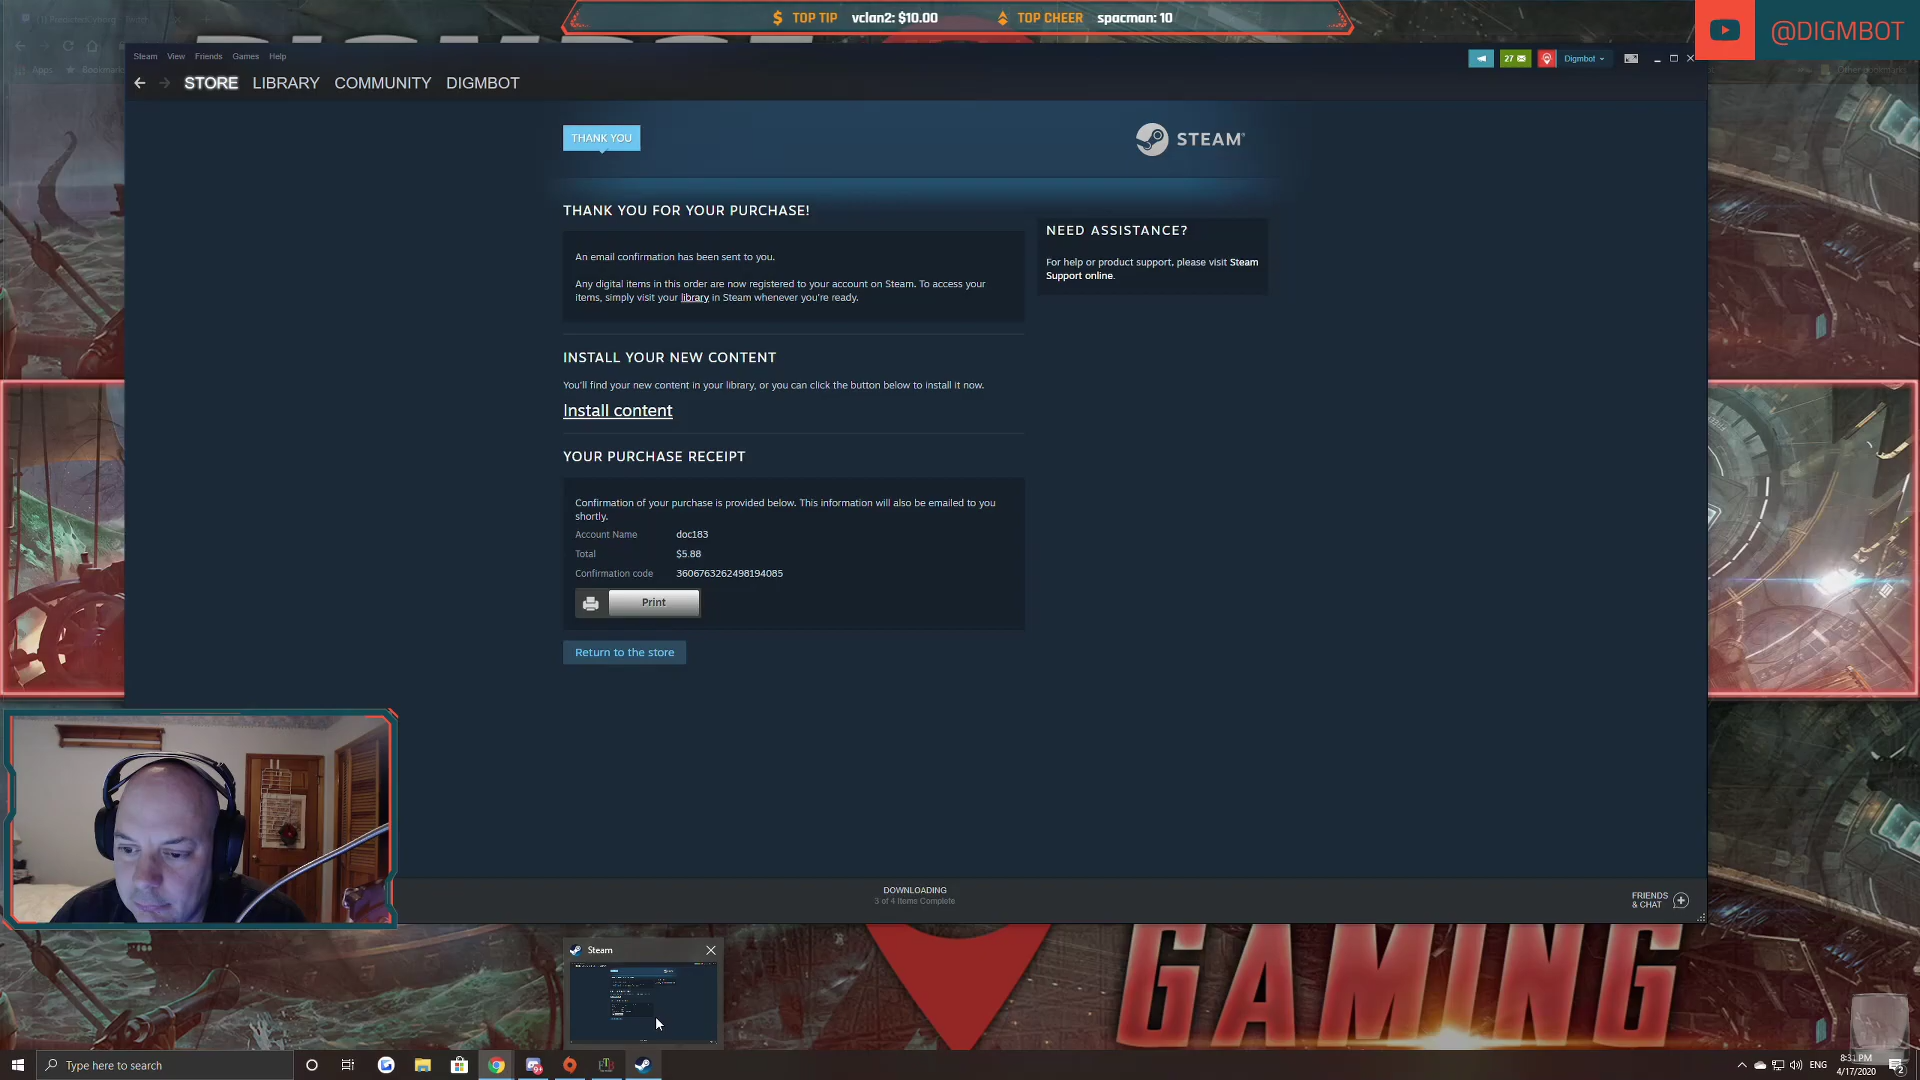 $ TOP TIP vclan2: $10.00 TOP CHEER spacman: 10
@DIGMBOT
Steam View Friends Games Help
27
Digmbot
STORE LIBRARY COMMUNITY DIGMBOT
THANK YOU
STEAM
THANK YOU FOR YOUR PURCHASE!
An email confirmation has been sent to you.
Any digital items in this order are now registered to your account on Steam. To access your
items, simply visit your library in Steam whenever you're ready.
NEED ASSISTANCE?
For help or product support, please visit Steam
Support online.
INSTALL YOUR NEW CONTENT
You'll find your new content in your library, or you can click the button below to install it now.
Install content
YOUR PURCHASE RECEIPT
Confirmation of your purchase is provided below. This information will also be emailed to you
shortly.
Account Name doc183
Total $5.88
Confirmation code 3606763262498194085
Print
Return to the store
DOWNLOADING
3 of 4 Items Complete
FRIENDS
& CHAT
Steam
GAMING
Type here to search
9+
ENG
8:31 PM
4/17/2020
2